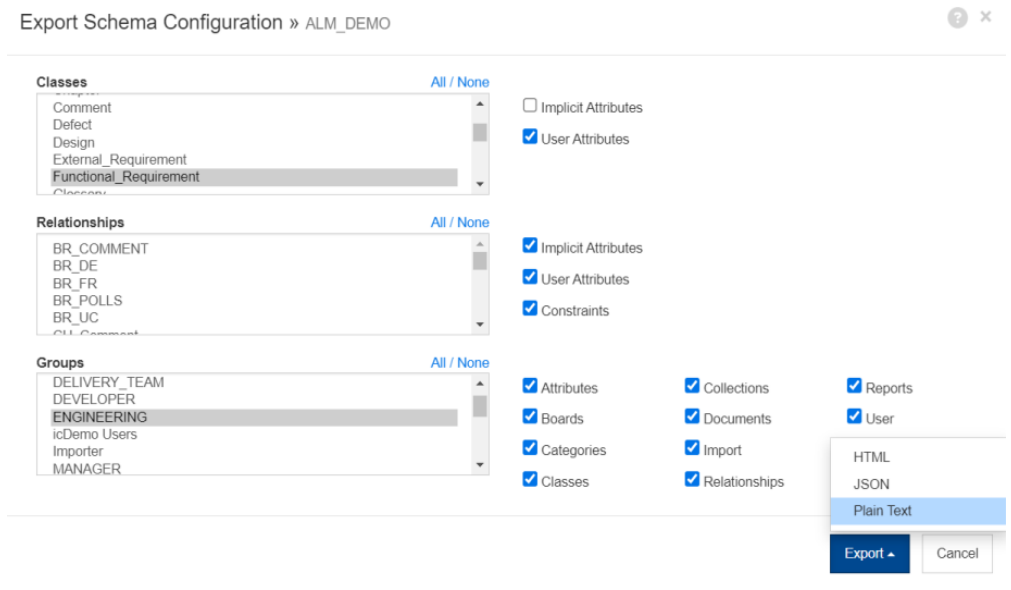 Export Schema Configuration » ALM_DEMO
?
×
Classes
All / None
Comment
Defect
Design
External_Requirement
Functional_Requirement
Glossary
Implicit Attributes
User Attributes
Relationships
All / None
BR_COMMENT
BR_DE
BR_FR
BR_POLLS
BR_UC
CH_Comment
Implicit Attributes
User Attributes
Constraints
Groups
All / None
DELIVERY_TEAM
DEVELOPER
ENGINEERING
icDemo Users
Importer
MANAGER
Attributes
Collections
Reports
Boards
Documents
User
Categories
Import
Classes
Relationships
HTML
JSON
Plain Text
Export
Cancel